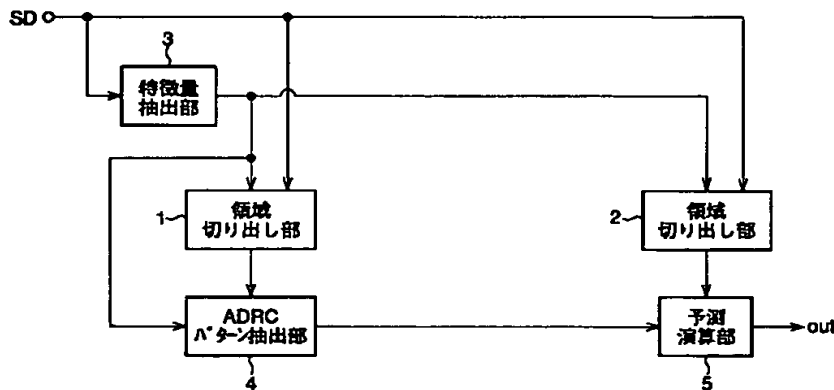 SD
3
特徴量
抽出部
1
領域
切り出し部
2
領域
切り出し部
ADRC
パターン抽出部
4
予測
演算部
5
out